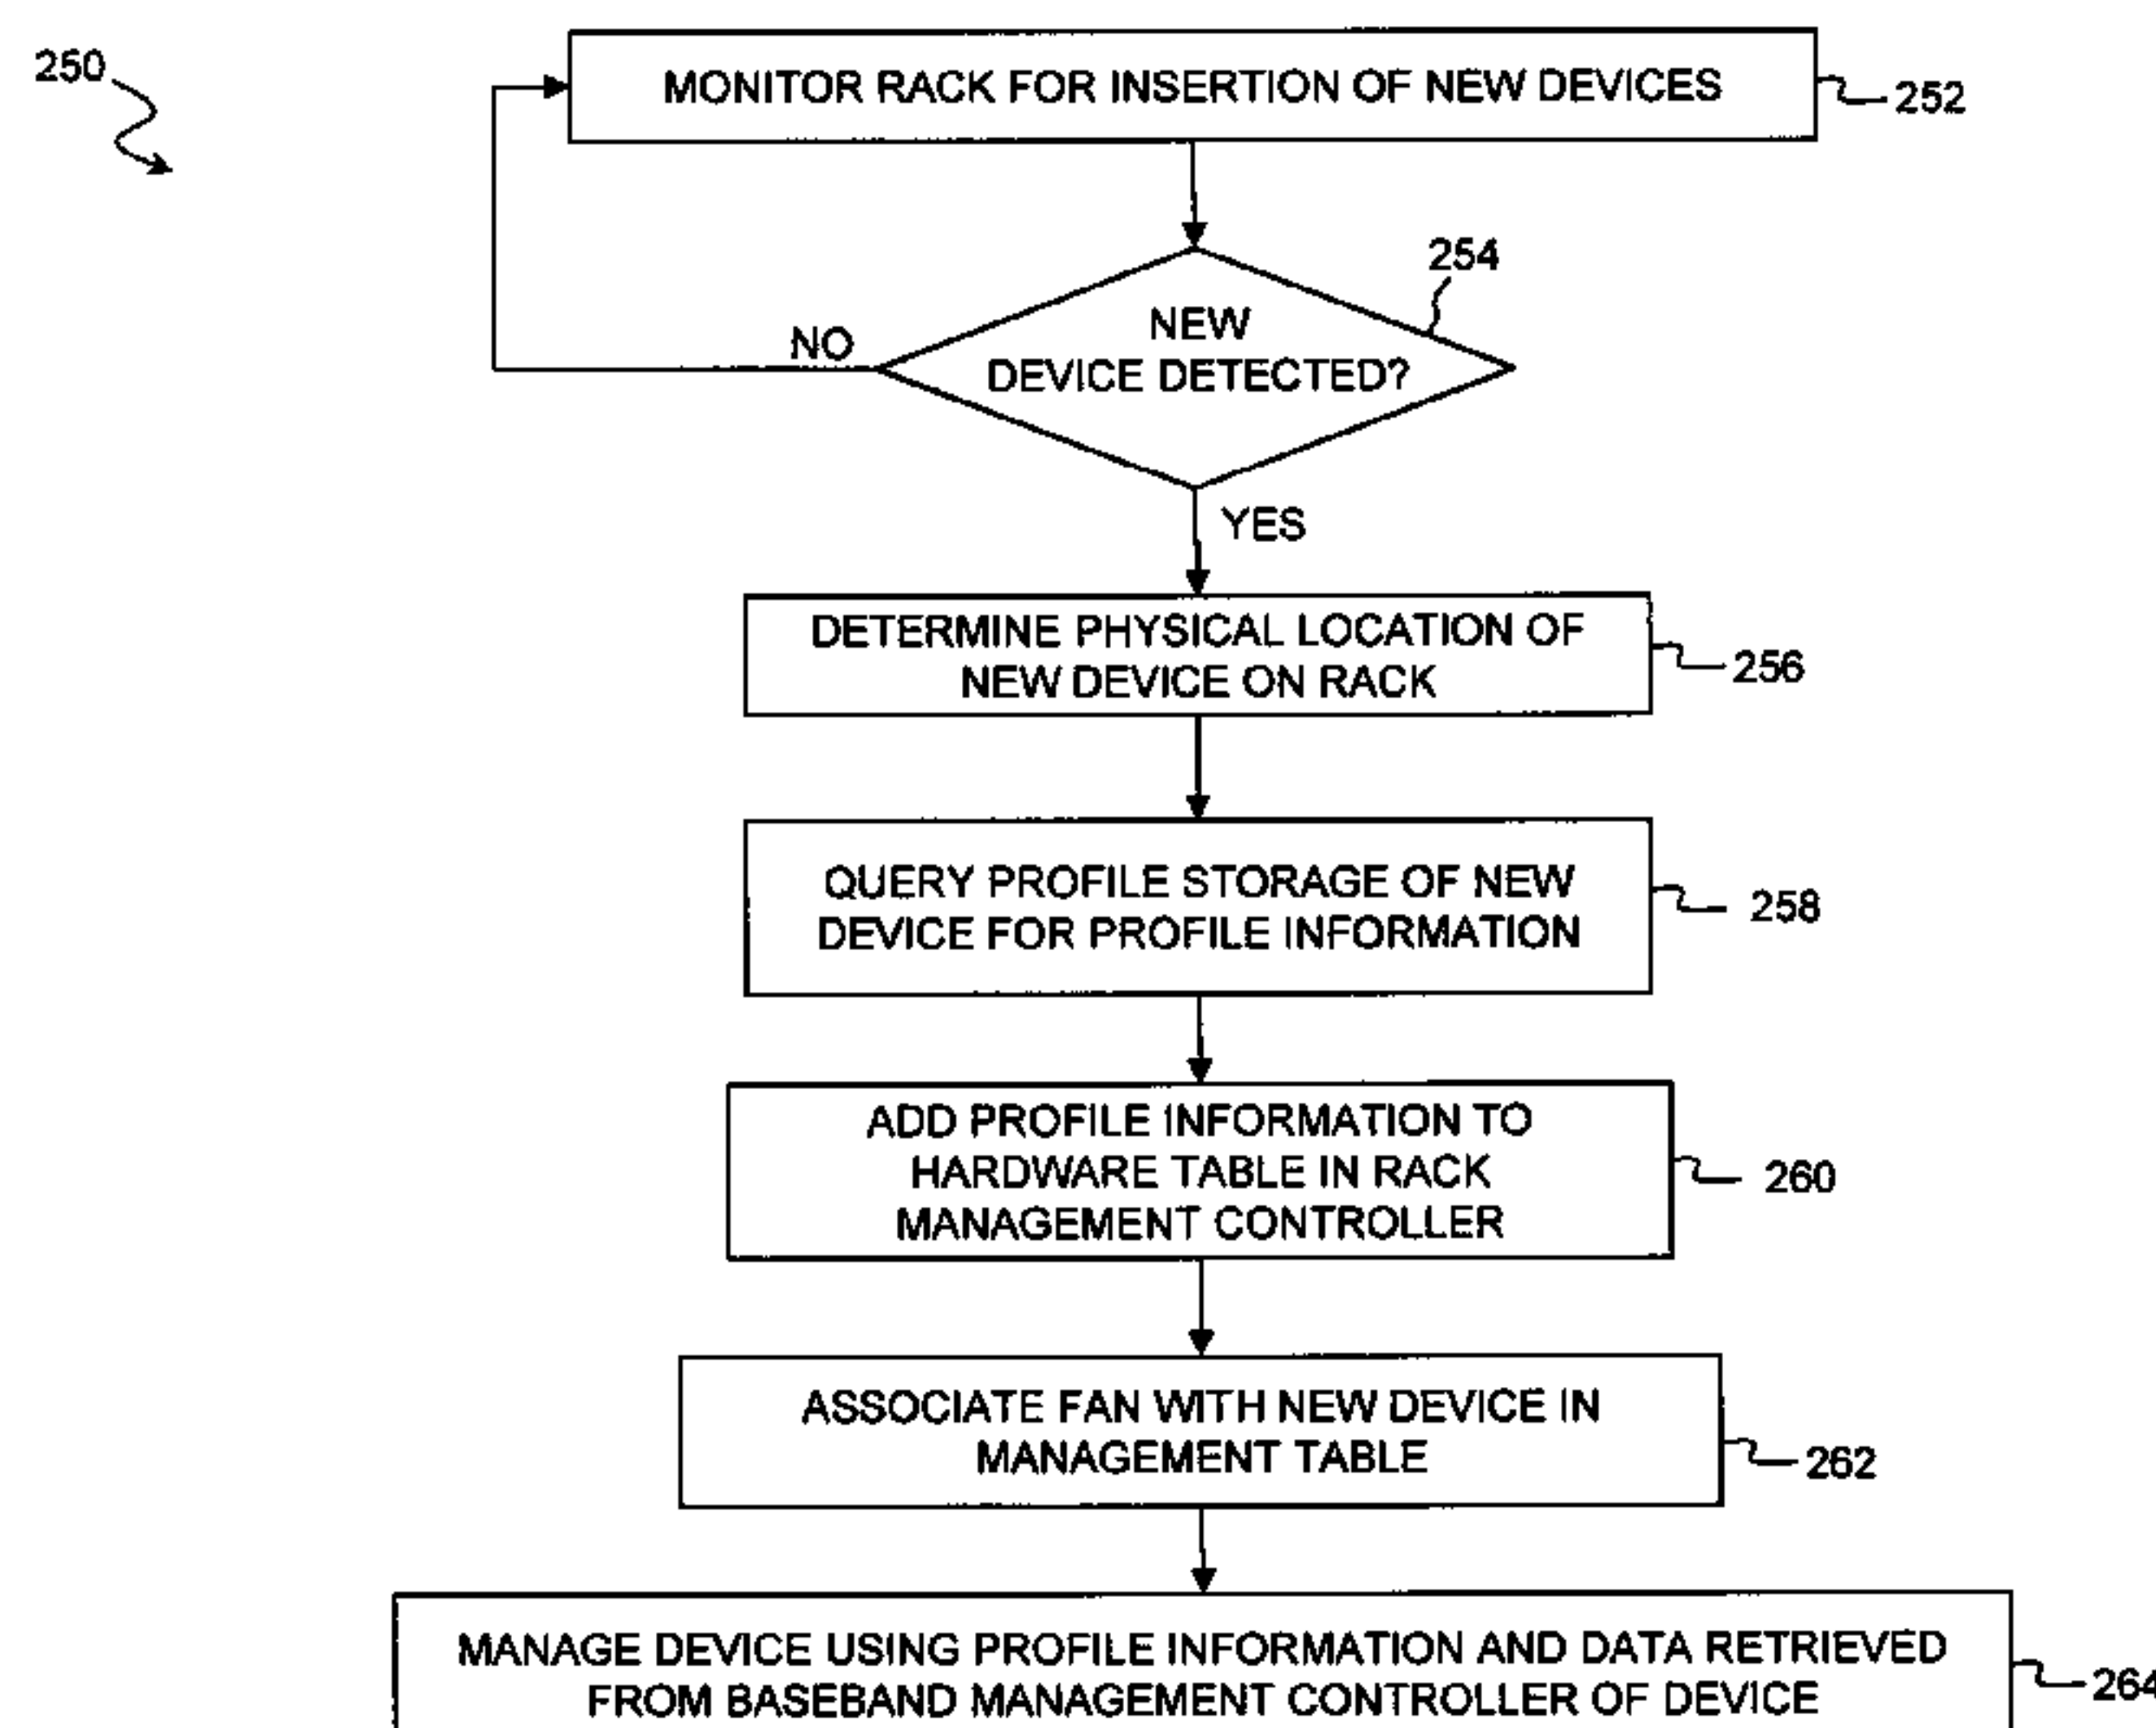 250
MONITOR RACK FOR INSERTION OF NEW DEVICES
252
254
NEW
DEVICE DETECTED?
NO
YES
DETERMINE PHYSICAL LOCATION OF
NEW DEVICE ON RACK
256
QUERY PROFILE STORAGE OF NEW
DEVICE FOR PROFILE INFORMATION
258
ADD PROFILE INFORMATION TO
HARDWARE TABLE IN RACK
MANAGEMENT CONTROLLER
260
ASSOCIATE FAN WITH NEW DEVICE IN
MANAGEMENT TABLE
262
MANAGE DEVICE USING PROFILE INFORMATION AND DATA RETRIEVED
FROM BASEBAND MANAGEMENT CONTROLLER OF DEVICE
264